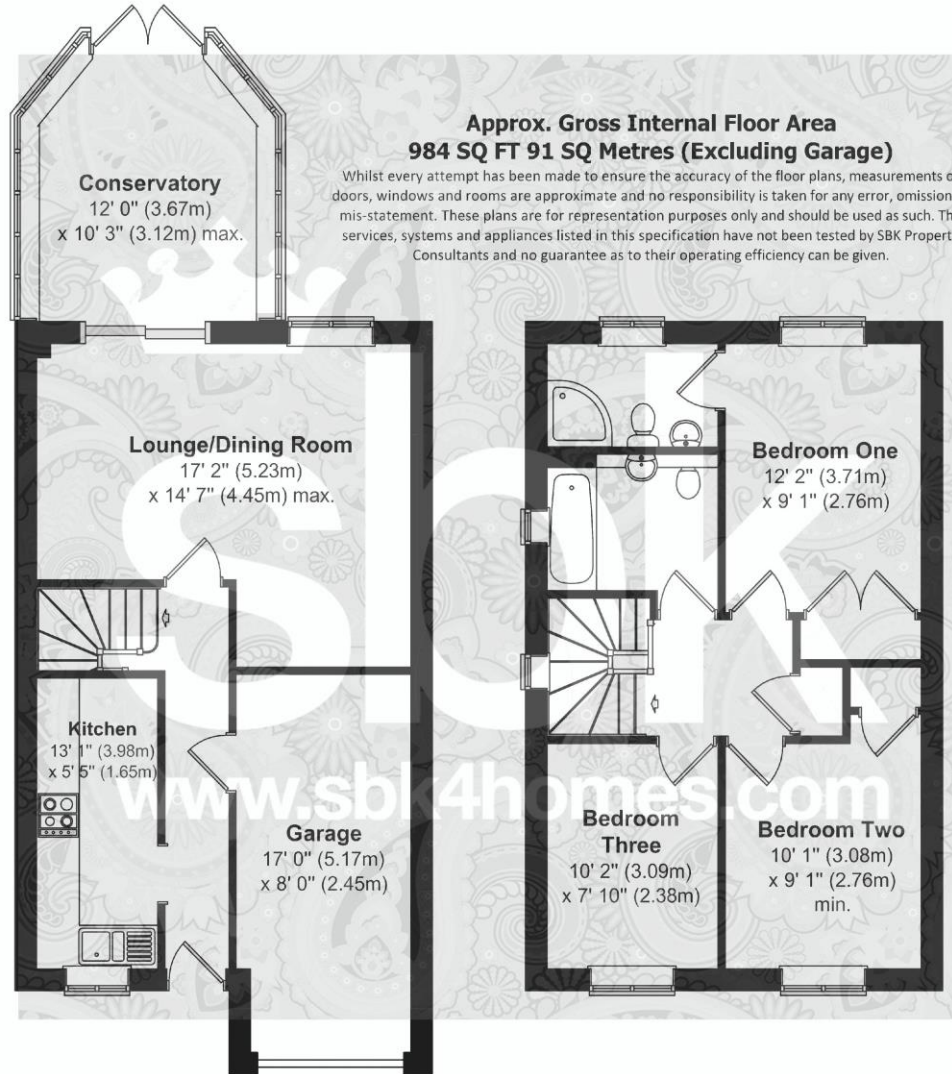 Approx. Gross Internal Floor Area
984 SQ FT 91 SQ Metres (Excluding Garage)
Whilst every attempt has been made to ensure the accuracy of the floor plans, measurements o
doors, windows and rooms are approximate and no responsibility is taken for any error, omission
mis-statement. These plans are for representation purposes only and should be used as such. Th
services, systems and appliances listed in this specification have not been tested by SBK Propert
Consultants and no guarantee as to their operating efficiency can be given.
Conservatory
12' 0" (3.67m)
x 10' 3" (3.12m) max.
Lounge/Dining Room
17' 2" (5.23m)
x 14' 7" (4.45m) max.
Bedroom One
12' 2" (3.71m)
x 9' 1" (2.76m)
sbk
Kitchen
13' 1" (3.98m)
x 5' 5" (1.65m)
www.sbk4homes.com
Garage
17' 0" (5.17m)
x 8' 0" (2.45m)
Bedroom
Three
10' 2" (3.09m)
x 7' 10" (2.38m)
Bedroom Two
10' 1" (3.08m)
x 9' 1" (2.76m)
min.